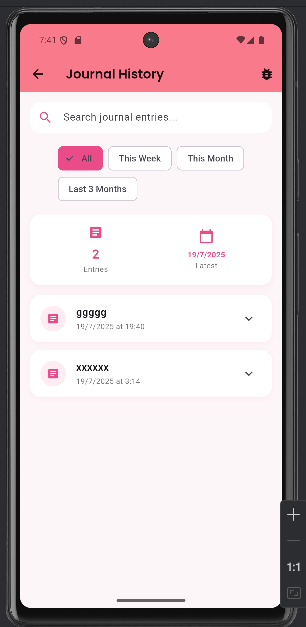 7:41
Journal History
Search journal entries...
All This Week This Month
Last 3 Months
2 19/7/2025
Entries Latest
ggggg
19/7/2025 at 19:40
xxxxxx
19/7/2025 at 3:14
1:1